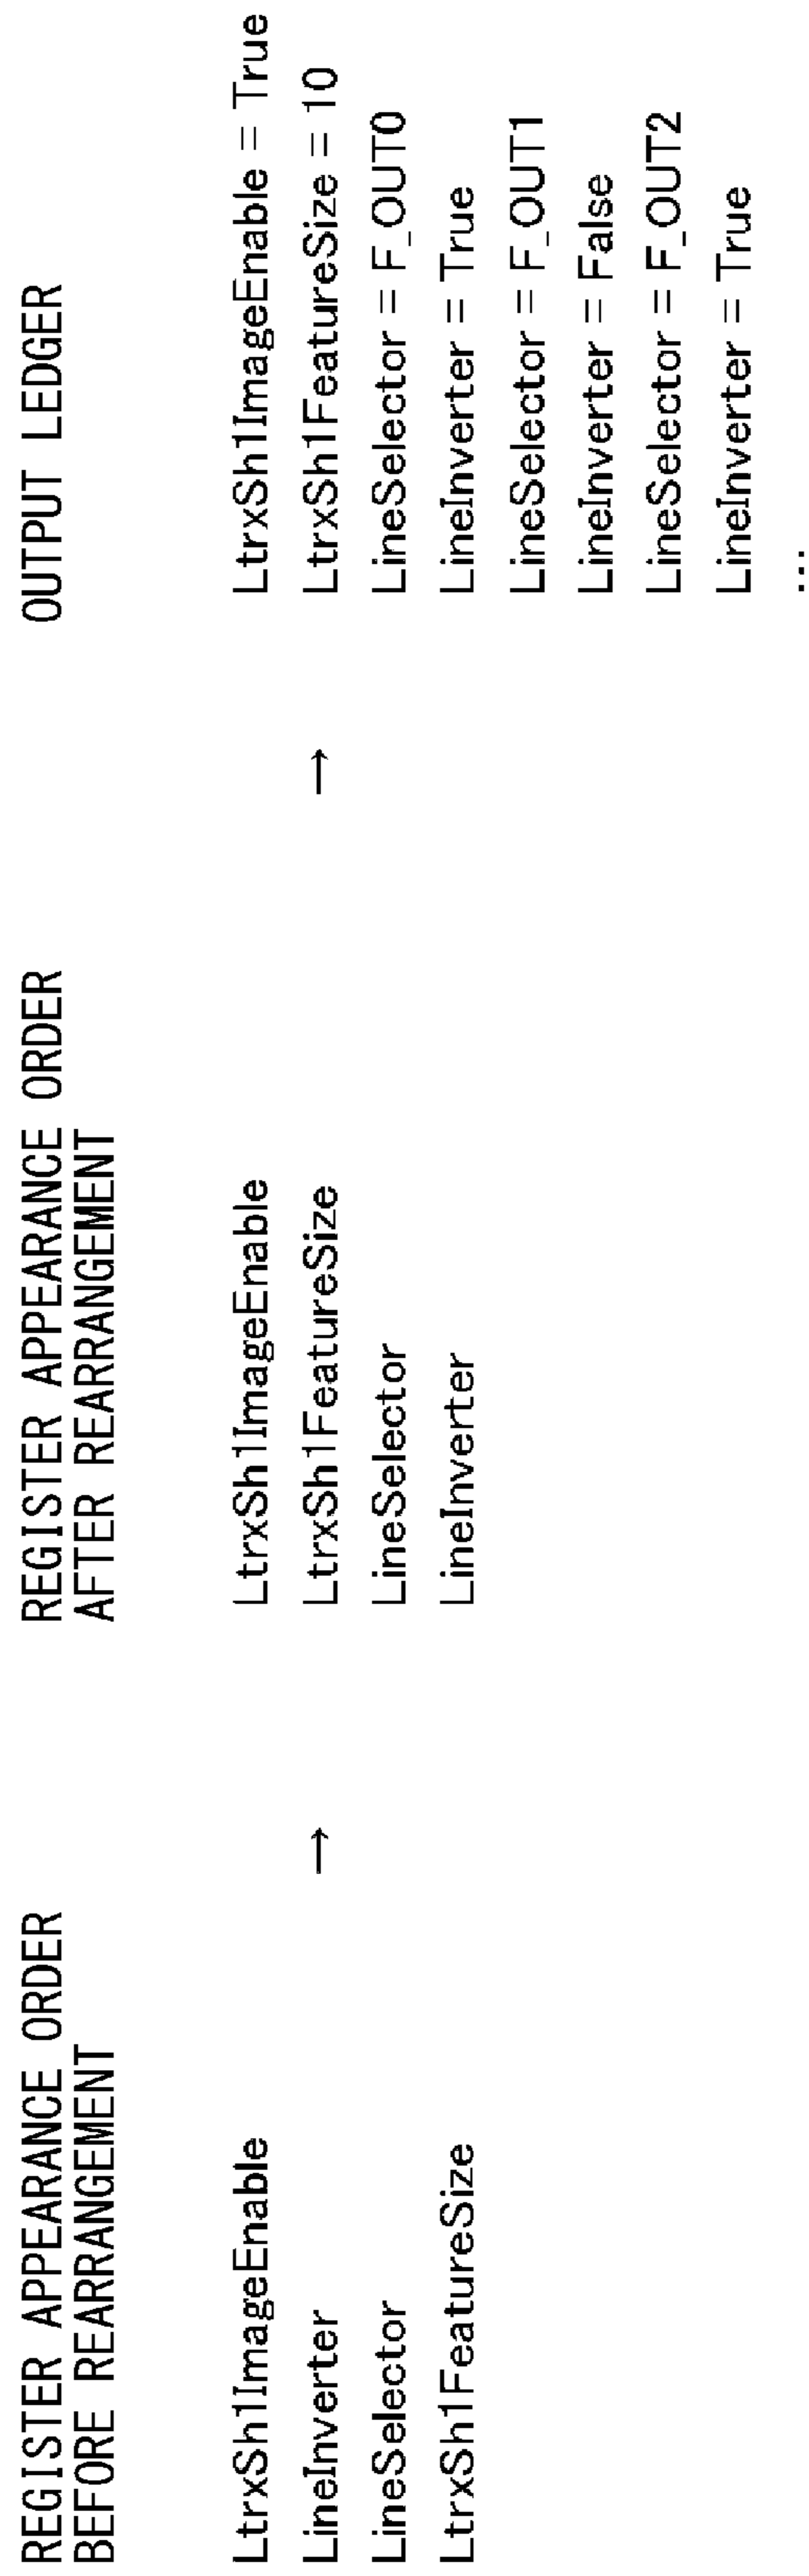 REGISTER APPEARANCE ORDER
BEFORE REARRANGEMENT
LtrxSh1ImageEnable
LineInverter
LineSelector
LtrxSh1FeatureSize
→
REGISTER APPEARANCE ORDER
AFTER REARRANGEMENT
LtrxSh1ImageEnable
LtrxSh1FeatureSize
LineSelector
LineInverter
→
OUTPUT LEDGER
LtrxSh1ImageEnable = True
LtrxSh1FeatureSize = 10
LineSelector = F_OUT0
LineInverter = True
LineSelector = F_OUT1
LineInverter = False
LineSelector = F_OUT2
LineInverter = True
...